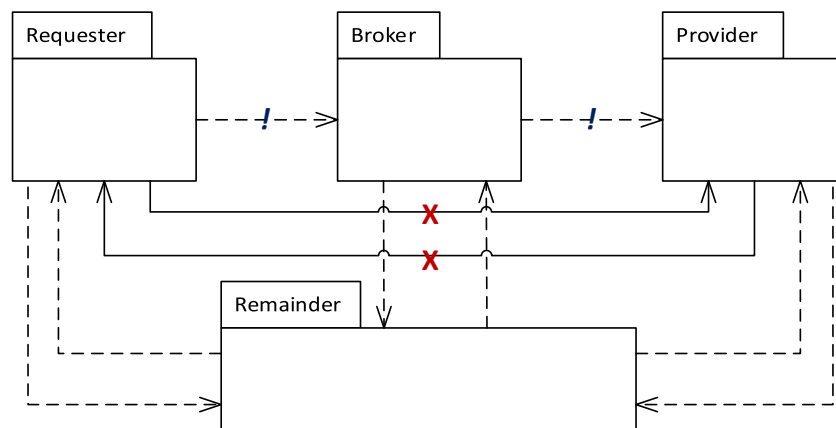 Requester
Broker
Provider
!
!
X
X
Remainder